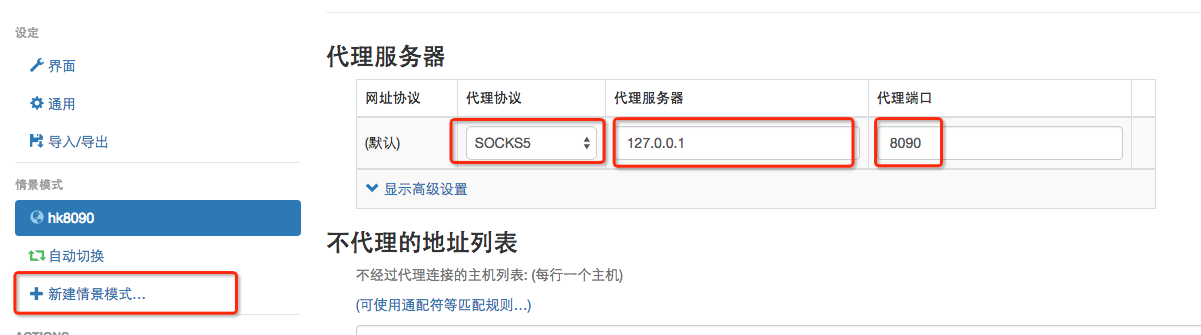 设定
界面
通用
导入/导出
情景模式
hk8090
自动切换
新建情景模式...
代理服务器
网址协议 代理协议 代理服务器 代理端口
(默认) SOCKS5 127.0.0.1 8090
显示高级设置
不代理的地址列表
不经过代理连接的主机列表: (每行一个主机)
(可使用通配符等匹配规则...)
ACTIONS